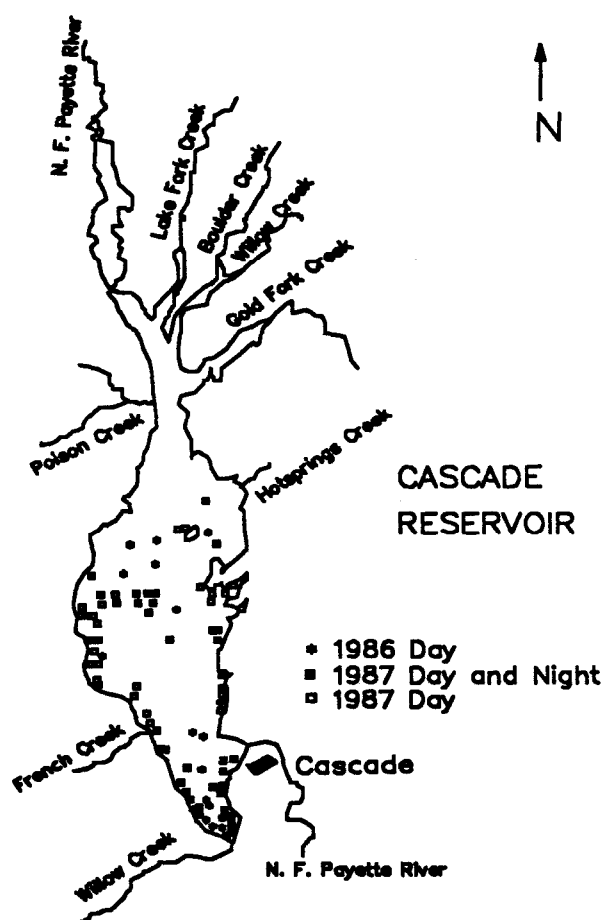 N. F. Payette River
Lake Fork Creek
Boulder Creek
Willow Creek
Gold Fork Creek
N
Poison Creek
Hotsprings Creek
CASCADE
RESERVOIR
1986 Day
1987 Day and Night
1987 Day
French Creek
Cascade
Willow Creek
N. F. Payette River